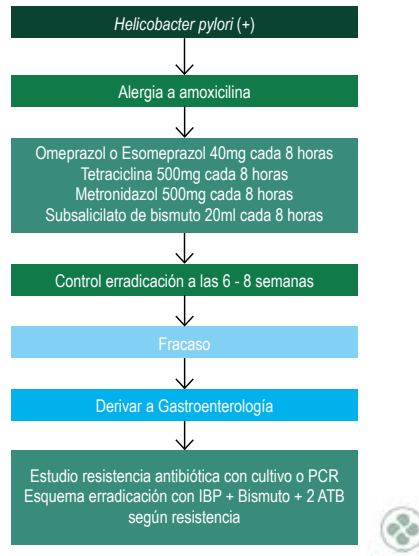 Helicobacter pylori (+)
Alergia a amoxicilina
Omeprazol o Esomeprazol 40mg cada 8 horas
Tetraciclina 500mg cada 8 horas
Metronidazol 500mg cada 8 horas
Subsalicilato de bismuto 20ml cada 8 horas
Control erradicación a las 6 - 8 semanas
Fracaso
Derivar a Gastroenterología
Estudio resistencia antibiótica con cultivo o PCR
Esquema erradicación con IBP + Bismuto + 2 ATB
según resistencia